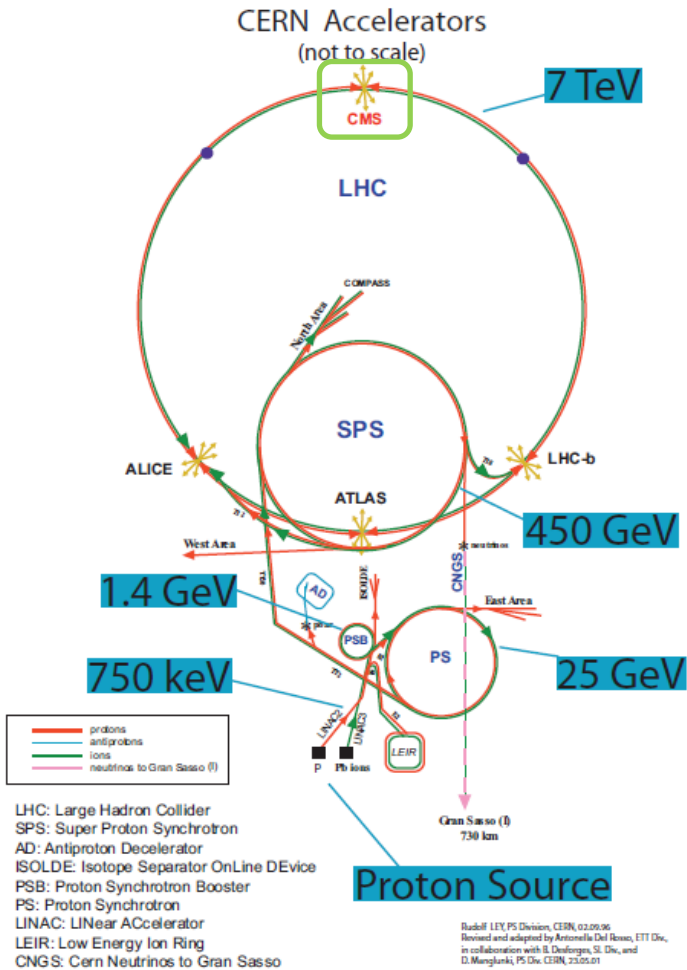 CERN Accelerators
(not to scale)
7 TeV
CMS
LHC
COMPASS
North Area
SPS
ALICE
LHC-b
TI8
ATLAS
TI2
450 GeV
West Area
neutrinos
CNGS
TT60
1.4 GeV
AD
ISOLDE
East Area
PSB
PS
750 keV
25 GeV
LINAC2
LINAC3
LEIR
protons
antiprotons
ions
neutrinos to Gran Sasso (I)
P
Pb ions
Gran Sasso (I)
730 km
LHC: Large Hadron Collider
SPS: Super Proton Synchrotron
AD: Antiproton Decelerator
ISOLDE: Isotope Separator OnLine DEvice
PSB: Proton Synchrotron Booster
PS: Proton Synchrotron
LINAC: LINear ACcelerator
LEIR: Low Energy Ion Ring
CNGS: Cern Neutrinos to Gran Sasso
Proton Source
Rudolf LEY, PS Division, CERN, 02.09.96
Revised and adapted by Antonella Del Rosso, ETT Div.,
in collaboration with B. Desforges, SL Div., and
D. Manglunki, PS Div. CERN, 23.05.01